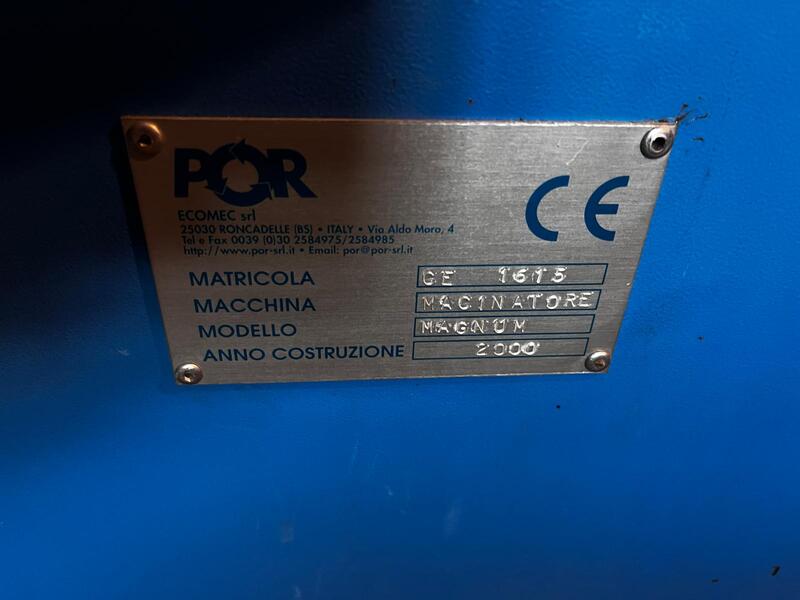 POR
CE
ECOMEC srl
25030 RONCADELLE (BS) • ITALY • Via Aldo Moro, 4
Tel e Fax 0039 (0)30 2584975/2584985
http://www.por-srl.it • Email: por@por-srl.it
MATRICOLA CE 1615
MACCHINA MACINATORE
MODELLO MAGNUM
ANNO COSTRUZIONE 2000